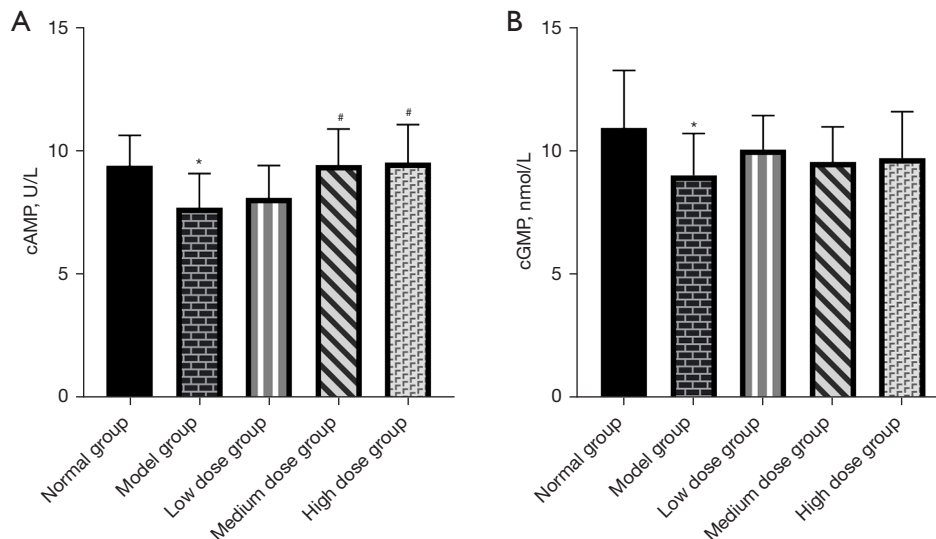 A
15
10
5
0
cAMP, U/L
*
#
#
Normal group
Model group
Low dose group
Medium dose group
High dose group
B
15
10
5
0
cGMP, nmol/L
*
Normal group
Model group
Low dose group
Medium dose group
High dose group